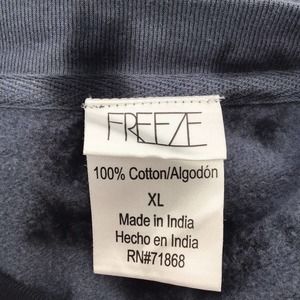 FREEZE
100% Cotton/Algodón
XL
Made in India
Hecho en India
RN#71868